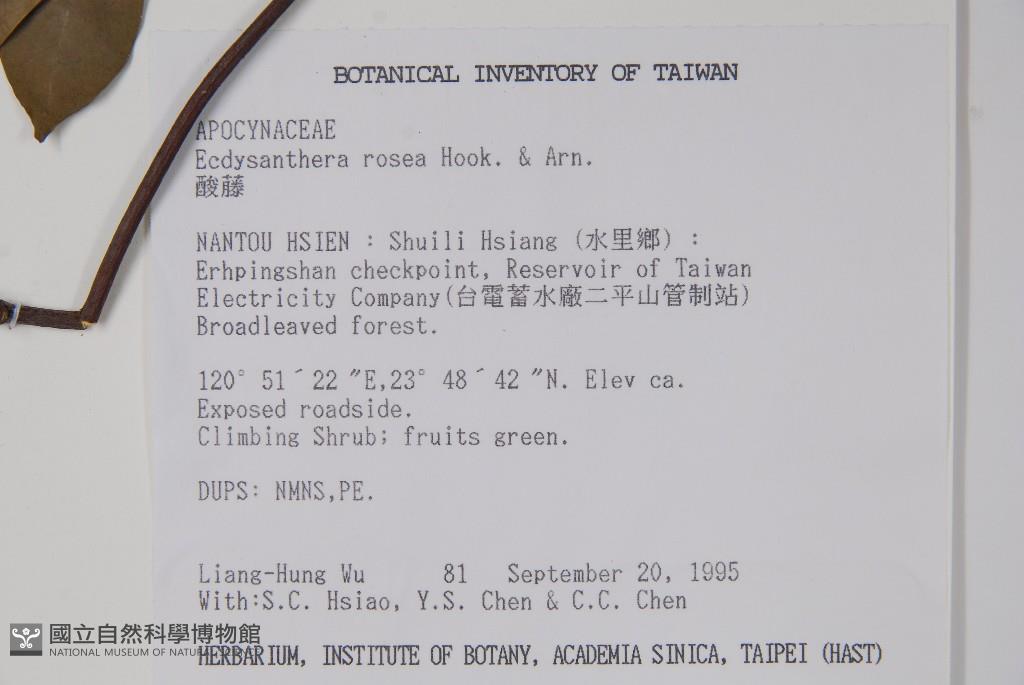 BOTANICAL INVENTORY OF TAIWAN
APOCYNACEAE
Ecdysanthera rosea Hook. & Arn.
酸藤
NANTOU HSIEN : Shuili Hsiang (水里鄉) :
Erhpingshan checkpoint, Reservoir of Taiwan
Electricity Company(台電蓄水廠二平山管制站)
Broadleaved forest.
120° 51´22 ″E,23° 48´42 ″N. Elev ca.
Exposed roadside.
Climbing Shrub; fruits green.
DUPS: NMNS,PE.
Liang-Hung Wu 81 September 20, 1995
With:S.C. Hsiao, Y.S. Chen & C.C. Chen
國立自然科學博物館
NATIONAL MUSEUM OF NATURAL SCIENCE
HERBARIUM, INSTITUTE OF BOTANY, ACADEMIA SINICA, TAIPEI (HAST)